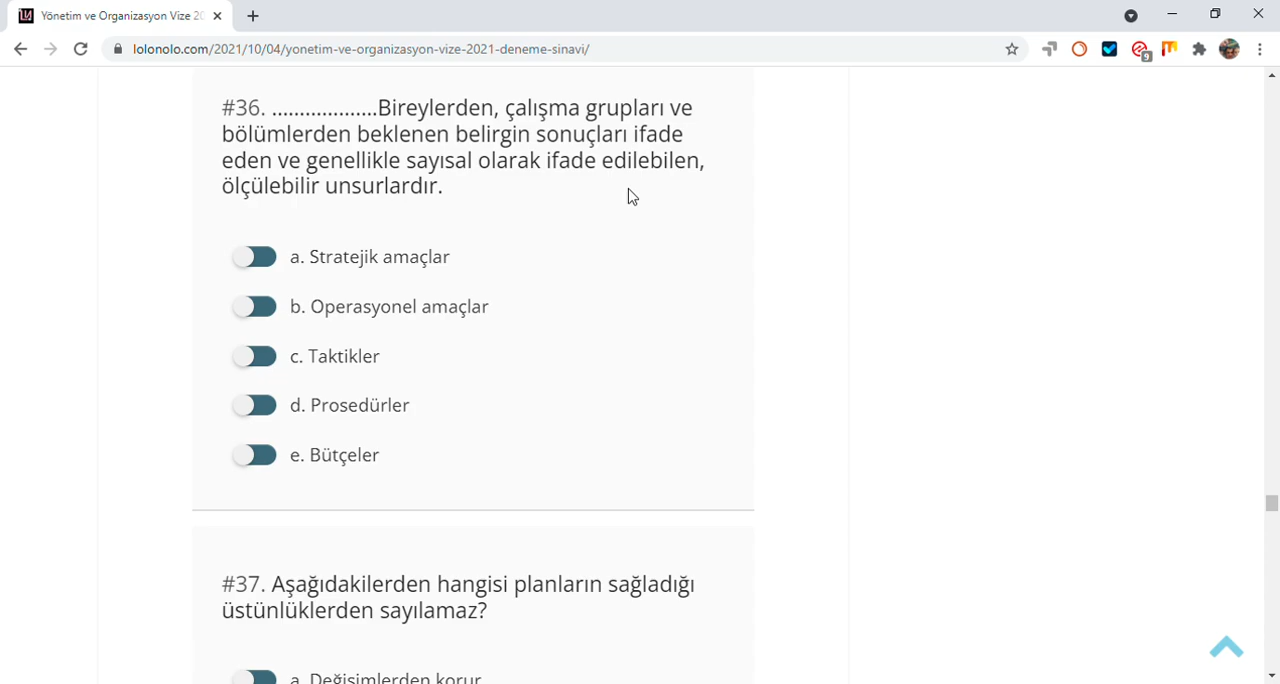 Yönetim ve Organizasyon Vize 20
lolonolo.com/2021/10/04/yonetim-ve-organizasyon-vize-2021-deneme-sinavi/
9
#36. ...................Bireylerden, çalışma grupları ve
bölümlerden beklenen belirgin sonuçları ifade
eden ve genellikle sayısal olarak ifade edilebilen,
ölçülebilir unsurlardır.
a. Stratejik amaçlar
b. Operasyonel amaçlar
c. Taktikler
d. Prosedürler
e. Bütçeler
#37. Aşağıdakilerden hangisi planların sağladığı
üstünlüklerden sayılamaz?
a. Değişimlerden korur